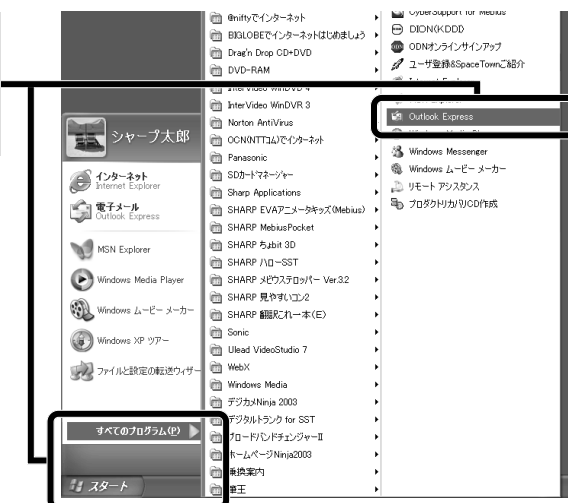 シャープ太郎
インターネット
Internet Explorer
電子メール
Outlook Express
MSN Explorer
Windows Media Player
Windows ムービー メーカー
Windows XP ツアー
ファイルと設定の転送ウィザー
すべてのプログラム(P)
スタート
@niftyでインターネット
BIGLOBEでインターネットはじめましょう
Drag'n Drop CD+DVD
DVD-RAM
InterVideo WinDVD 4
InterVideo WinDVR 3
Norton AntiVirus
OCN(NTTコム)でインターネット
Panasonic
SDカードマネージャー
Sharp Applications
SHARP EVAアニメータキッズ(Mebius)
SHARP MebiusPocket
SHARP ちょbit 3D
SHARP ハローSST
SHARP メビウステロッパー Ver.3.2
SHARP 見やすいコン2
SHARP 翻訳これ一本(E)
Sonic
Ulead VideoStudio 7
WebX
Windows Media
デジカメNinja 2003
デジタルトランク for SST
ブロードバンドチェンジャーII
ホームページNinja2003
乗換案内
筆王
CyberSupport for Mebius
DION(KDDI)
ODNオンラインサインアップ
ユーザ登録&SpaceTownご紹介
Internet Explorer
Outlook Express
Windows Messenger
Windows ムービー メーカー
リモート アシスタンス
プロダクトリカバリCD作成